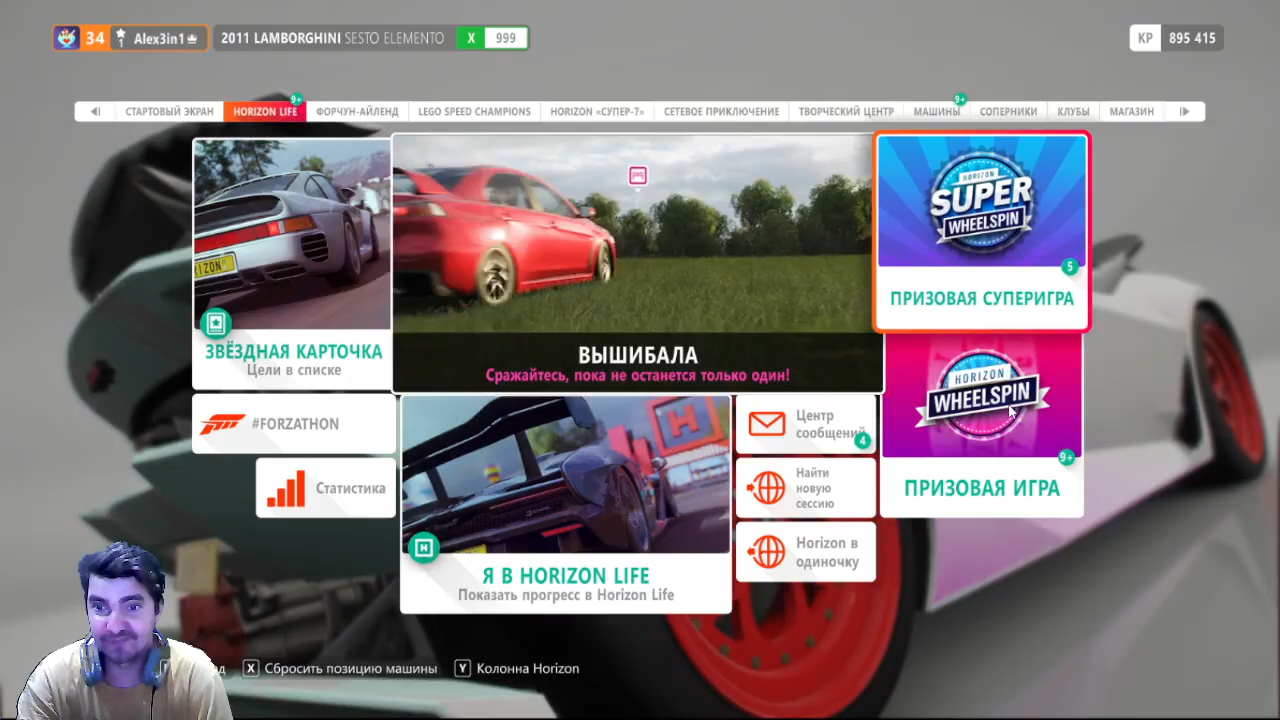 34 Alex3in1 2011 LAMBORGHINI SESTO ELEMENTO X 999
КР 895 415
СТАРТОВЫЙ ЭКРАН HORIZON LIFE 9+ ФОРЧУН-АЙЛЕНД LEGO SPEED CHAMPIONS HORIZON «СУПЕР-7» СЕТЕВОЕ ПРИКЛЮЧЕНИЕ ТВОРЧЕСКИЙ ЦЕНТР МАШИНЫ 9+ СОПЕРНИКИ КЛУБЫ МАГАЗИН
ЗВЁЗДНАЯ КАРТОЧКА
Цели в списке
ВЫШИБАЛА
Сражайтесь, пока не останется только один!
HORIZON
SUPER
WHEELSPIN
5
ПРИЗОВАЯ СУПЕРИГРА
HORIZON
WHEELSPIN
9+
ПРИЗОВАЯ ИГРА
#FORZATHON
Статистика
H
Я В HORIZON LIFE
Показать прогресс в Horizon Life
Центр
сообщений
4
Найти
новую
сессию
Horizon в
одиночку
X Сбросить позицию машины Y Колонна Horizon